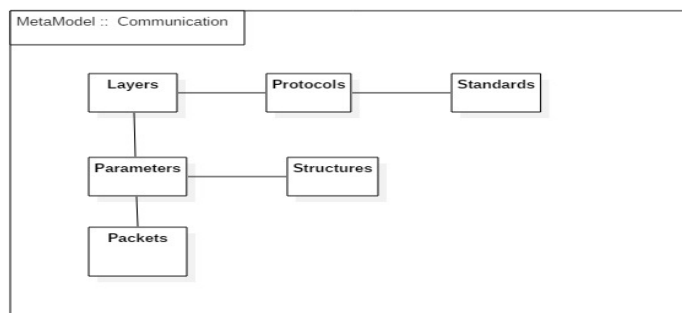 MetaModel :: Communication
Layers
Protocols
Standards
Parameters
Structures
Packets